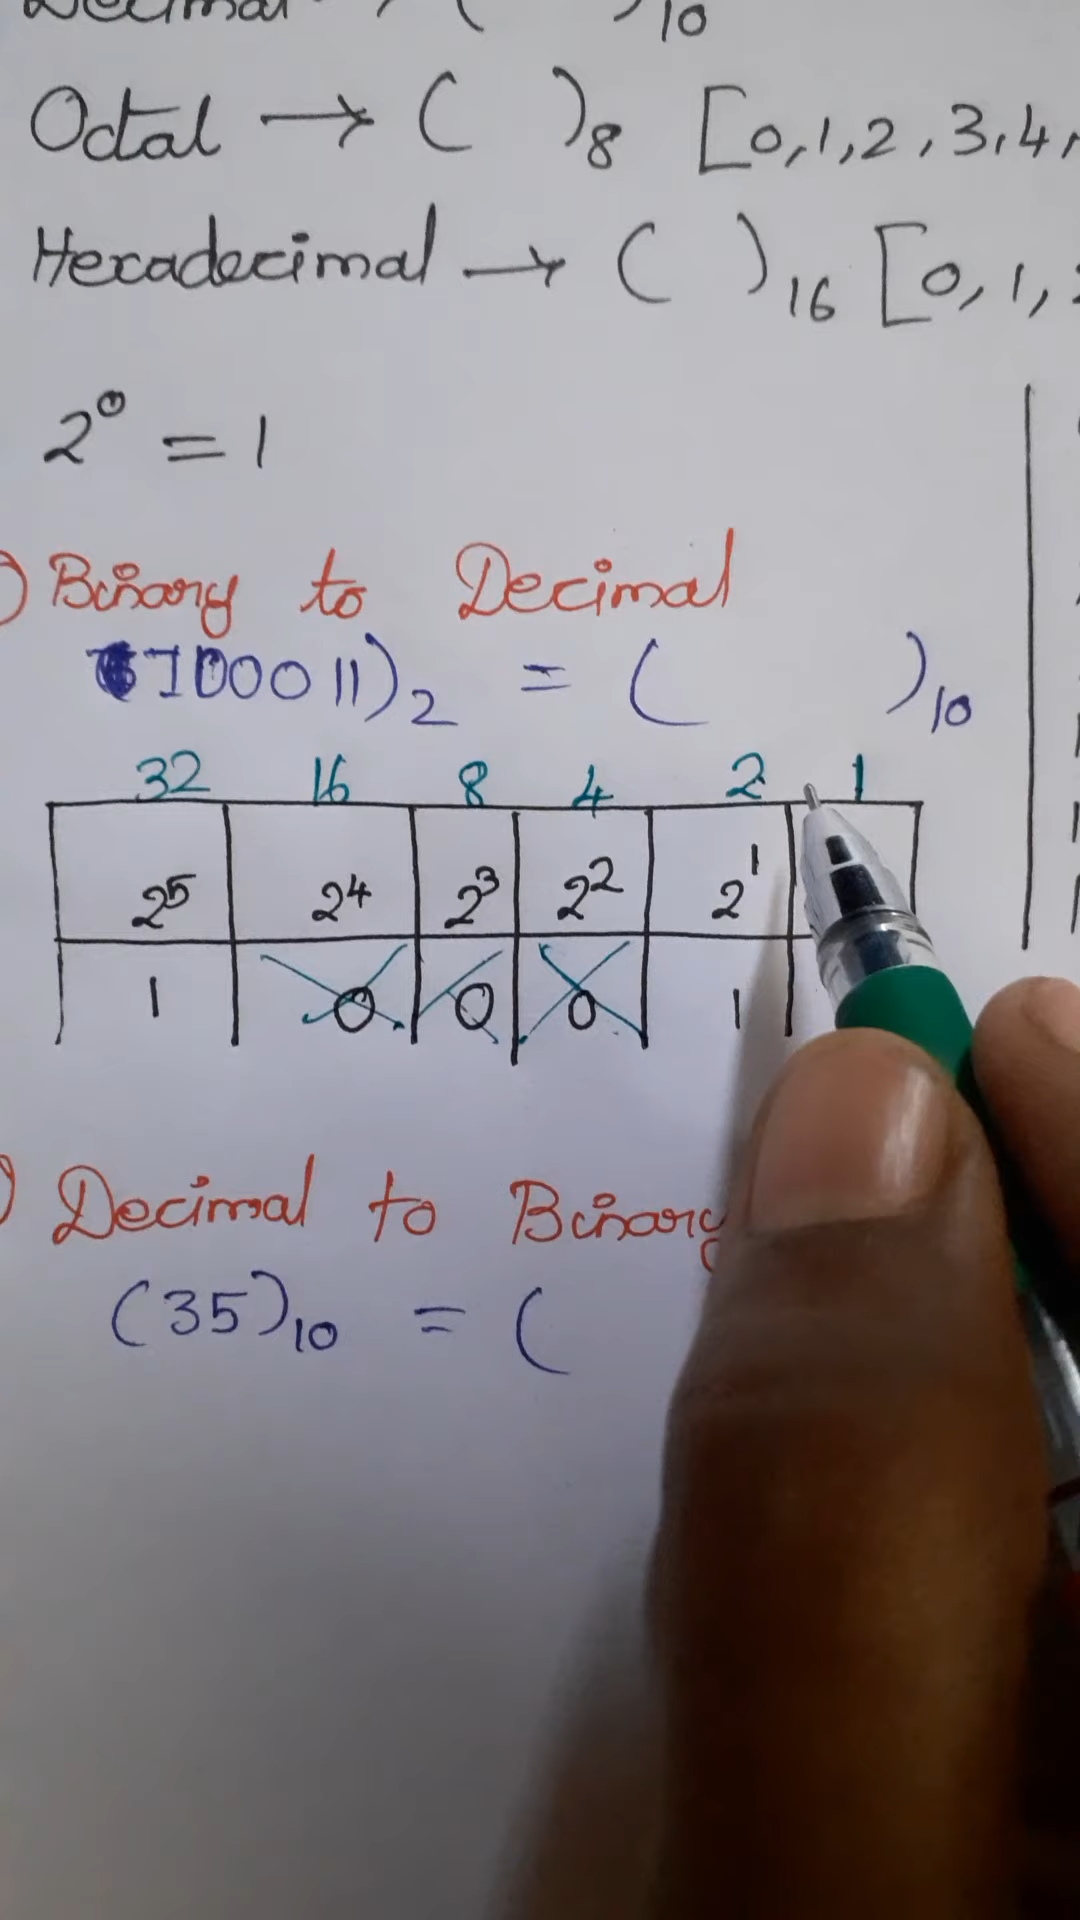 Decimal ( )₁₀
Octal → ( )₈ [0,1,2,3,4,
Hexadecimal → ( )₁₆ [0,1,
2⁰ = 1
) Binary to Decimal
100011)₂ = ( )₁₀
32 16 8 4 2 1
2⁵ 2⁴ 2³ 2² 2¹
1 0 0 0 1
) Decimal to Binary
(35)₁₀ = (